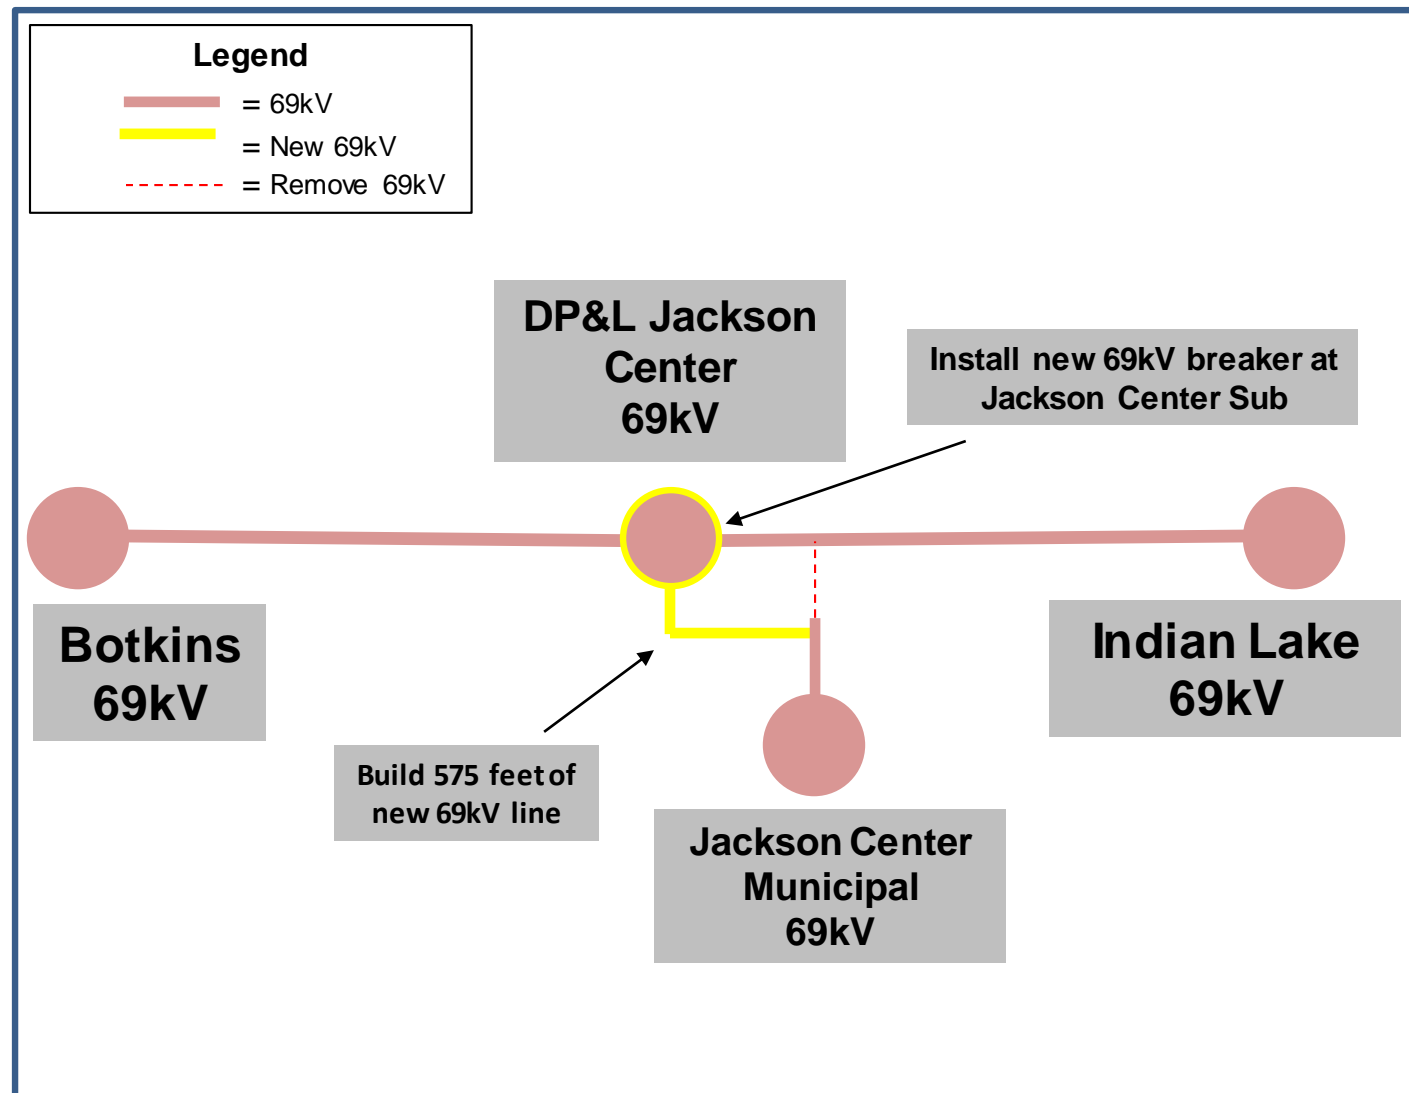 Legend
= 69kV
= New 69kV
= Remove 69kV
DP&L Jackson
Center
69kV
Install new 69kV breaker at
Jackson Center Sub
Botkins
69kV
Indian Lake
69kV
Build 575 feet of
new 69kV line
Jackson Center
Municipal
69kV